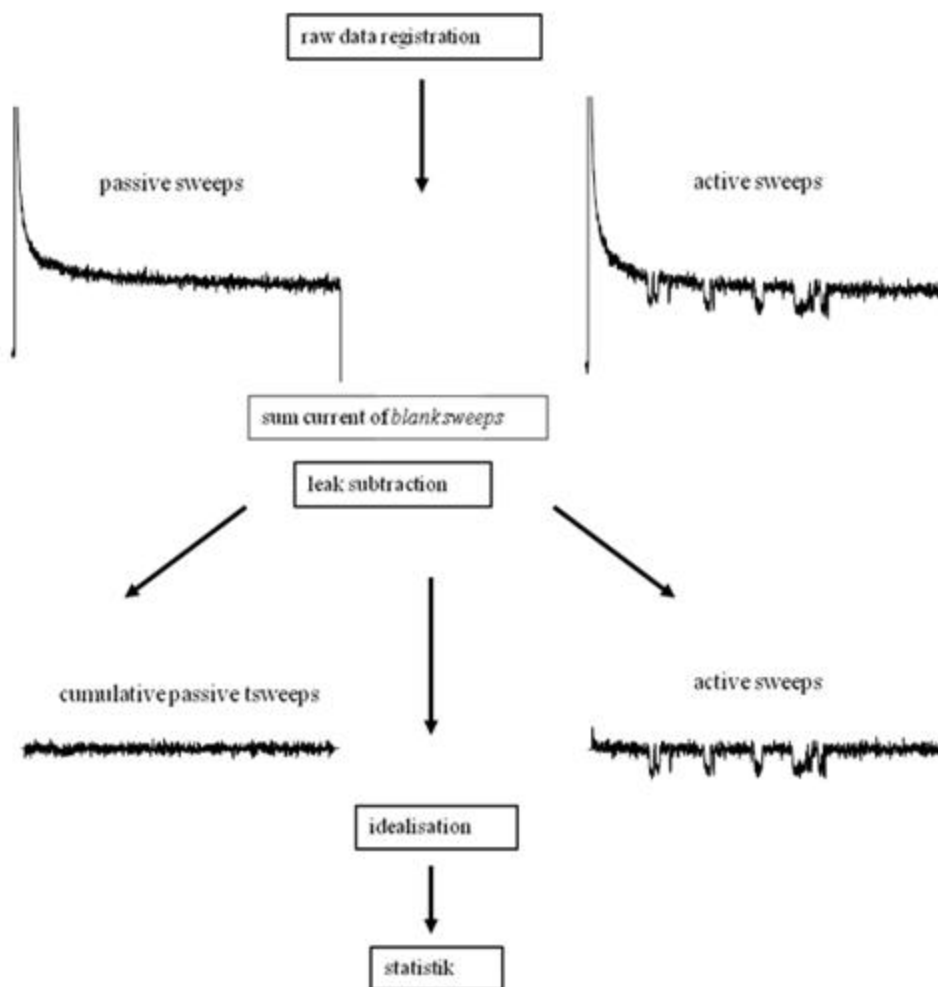 raw data registration
passive sweeps
active sweeps
sum current of blank sweeps
leak subtraction
cumulative passive tsweeps
active sweeps
idealisation
statistik